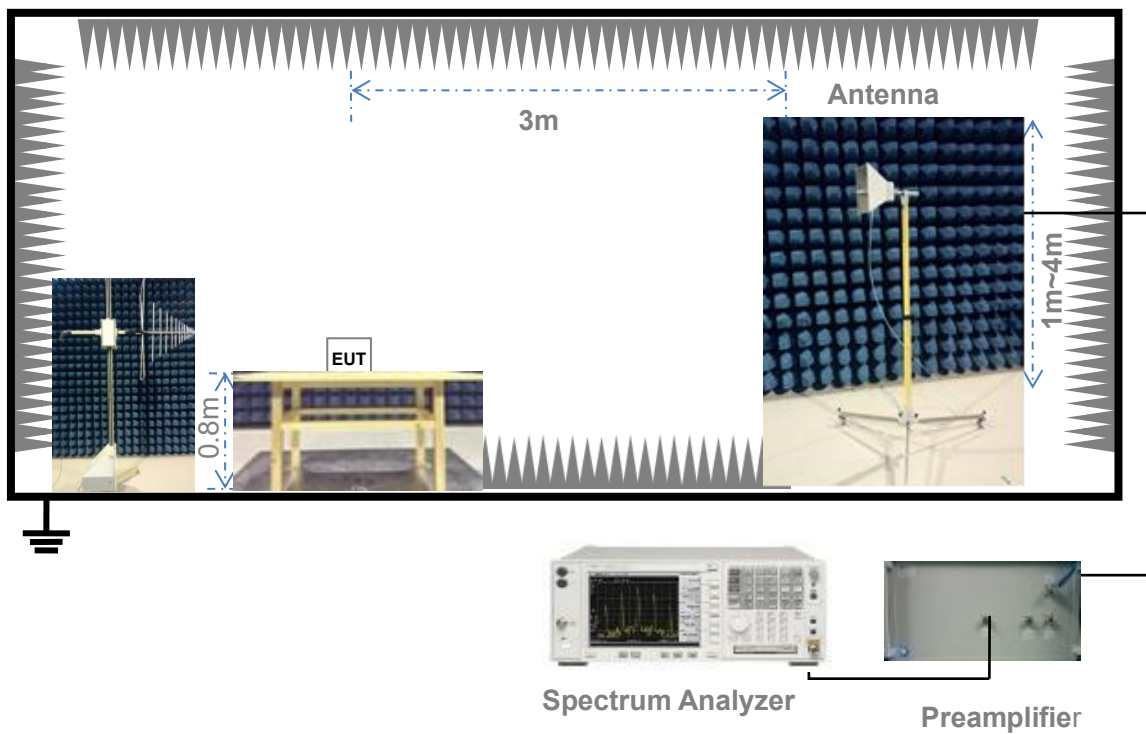 Antenna
3m
1m~4m
EUT
0.8m
Spectrum Analyzer
Preamplifier